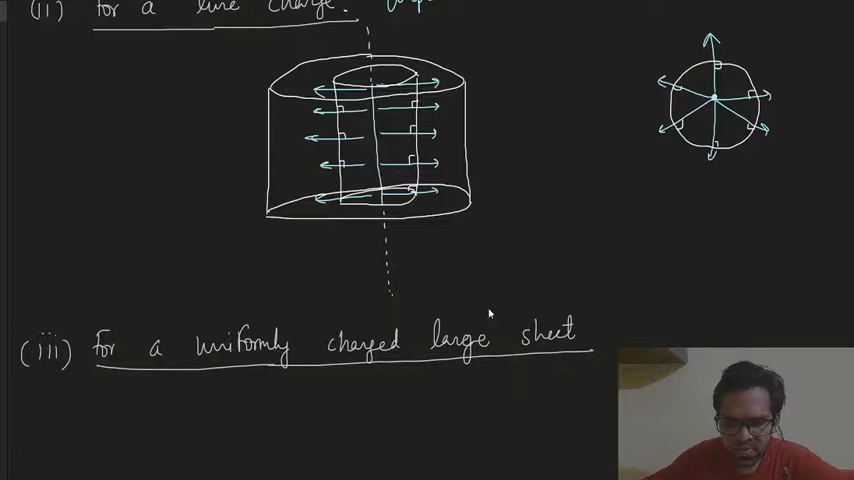 (ii) for a line charge.
(iii) for a uniformly charged large sheet